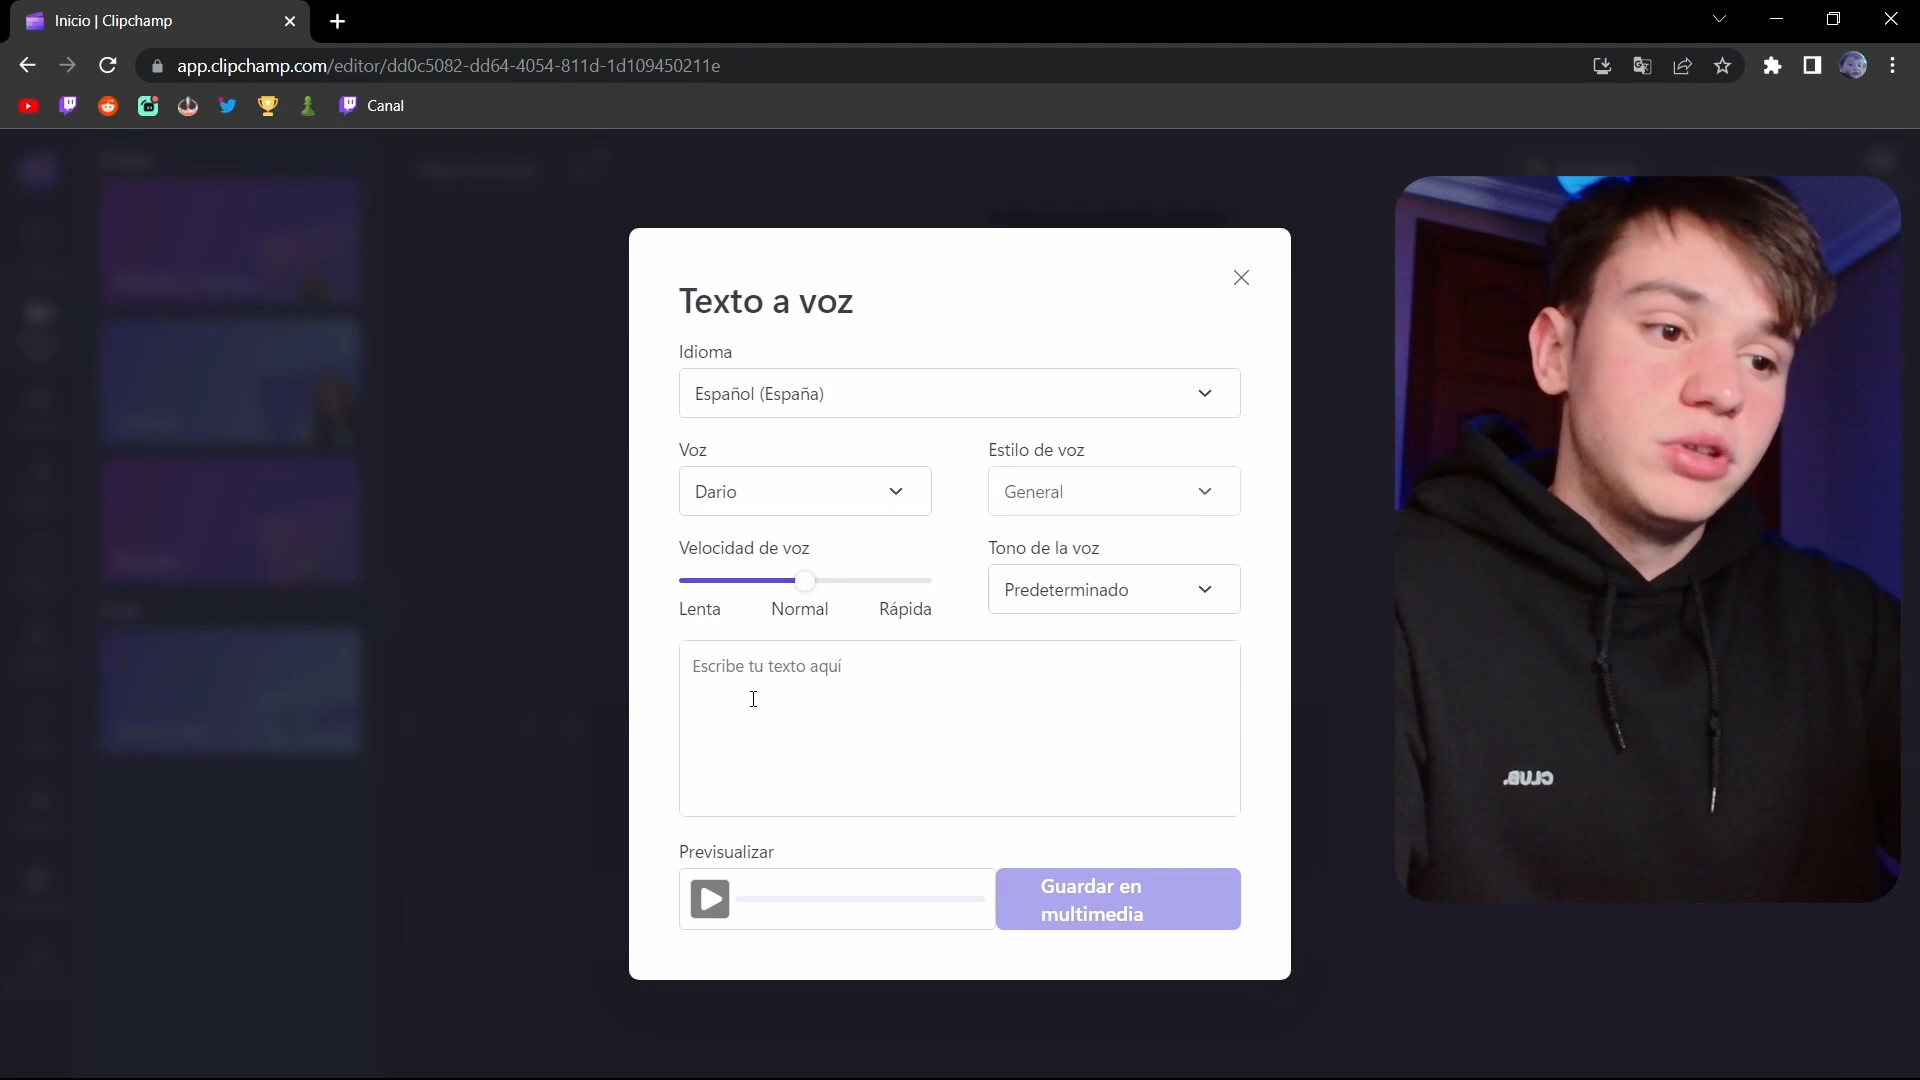 Inicio | Clipchamp
app.clipchamp.com/editor/dd0c5082-dd64-4054-811d-1d109450211e
Canal
Texto a voz
Idioma
Español (España)
Voz
Estilo de voz
Dario
General
Velocidad de voz
Tono de la voz
Predeterminado
Lenta
Normal
Rápida
Escribe tu texto aquí
Previsualizar
Guardar en
multimedia
CLUB.